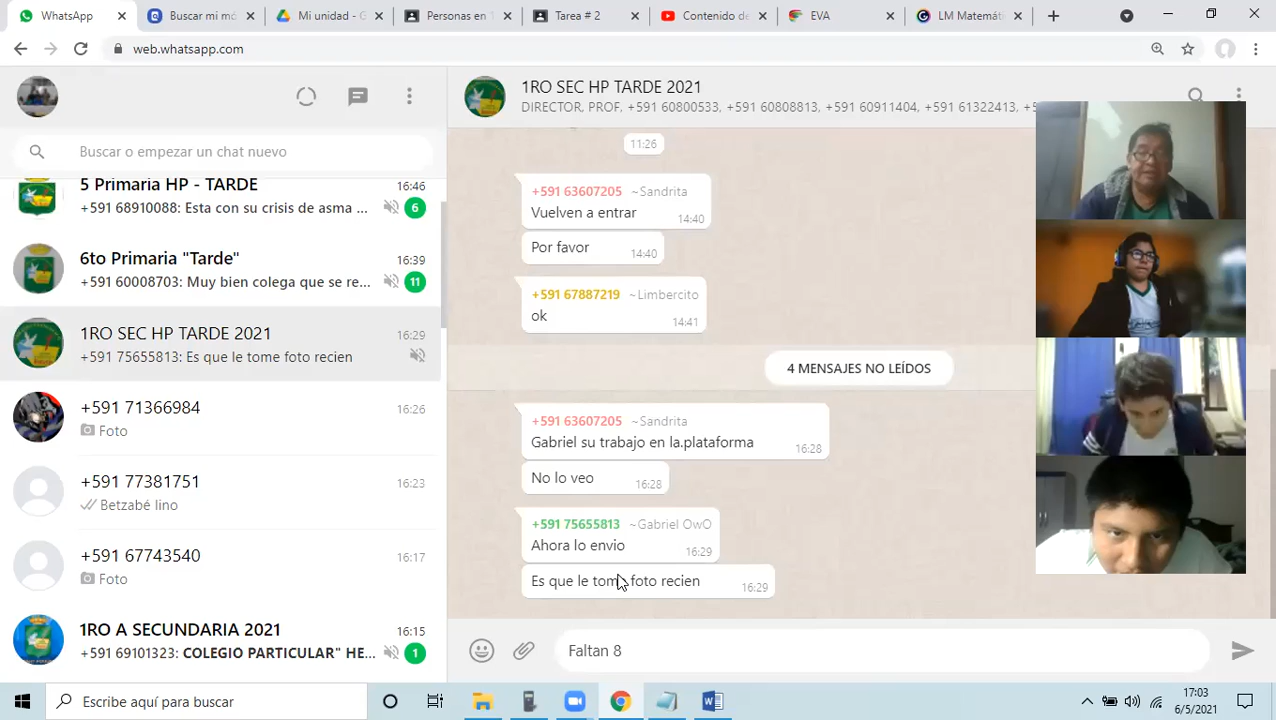 WhatsApp
Buscar mi mó
Mi unidad - G
Personas en 1
Tarea # 2
Contenido de
EVA
LM Matemáti
web.whatsapp.com
1RO SEC HP TARDE 2021
DIRECTOR, PROF, +591 60800533, +591 60808813, +591 60911404, +591 61322413, +5
Buscar o empezar un chat nuevo
5 Primaria HP - TARDE
16:46
+591 68910088: Esta con su crisis de asma ...
6
6to Primaria "Tarde"
16:39
+591 60008703: Muy bien colega que se re...
11
1RO SEC HP TARDE 2021
16:29
+591 75655813: Es que le tome foto recien
+591 71366984
16:26
Foto
+591 77381751
16:23
Betzabé lino
+591 67743540
16:17
Foto
1RO A SECUNDARIA 2021
16:15
+591 69101323: COLEGIO PARTICULAR" HE...
1
11:26
+591 63607205 ~Sandrita
Vuelven a entrar
14:40
Por favor
14:40
+591 67887219 ~Limbercito
ok
14:41
4 MENSAJES NO LEÍDOS
+591 63607205 ~Sandrita
Gabriel su trabajo en la.plataforma
16:28
No lo veo
16:28
+591 75655813 ~Gabriel OwO
Ahora lo envio
16:29
Es que le tome foto recien
16:29
Faltan 8
Escribe aquí para buscar
17:03
6/5/2021